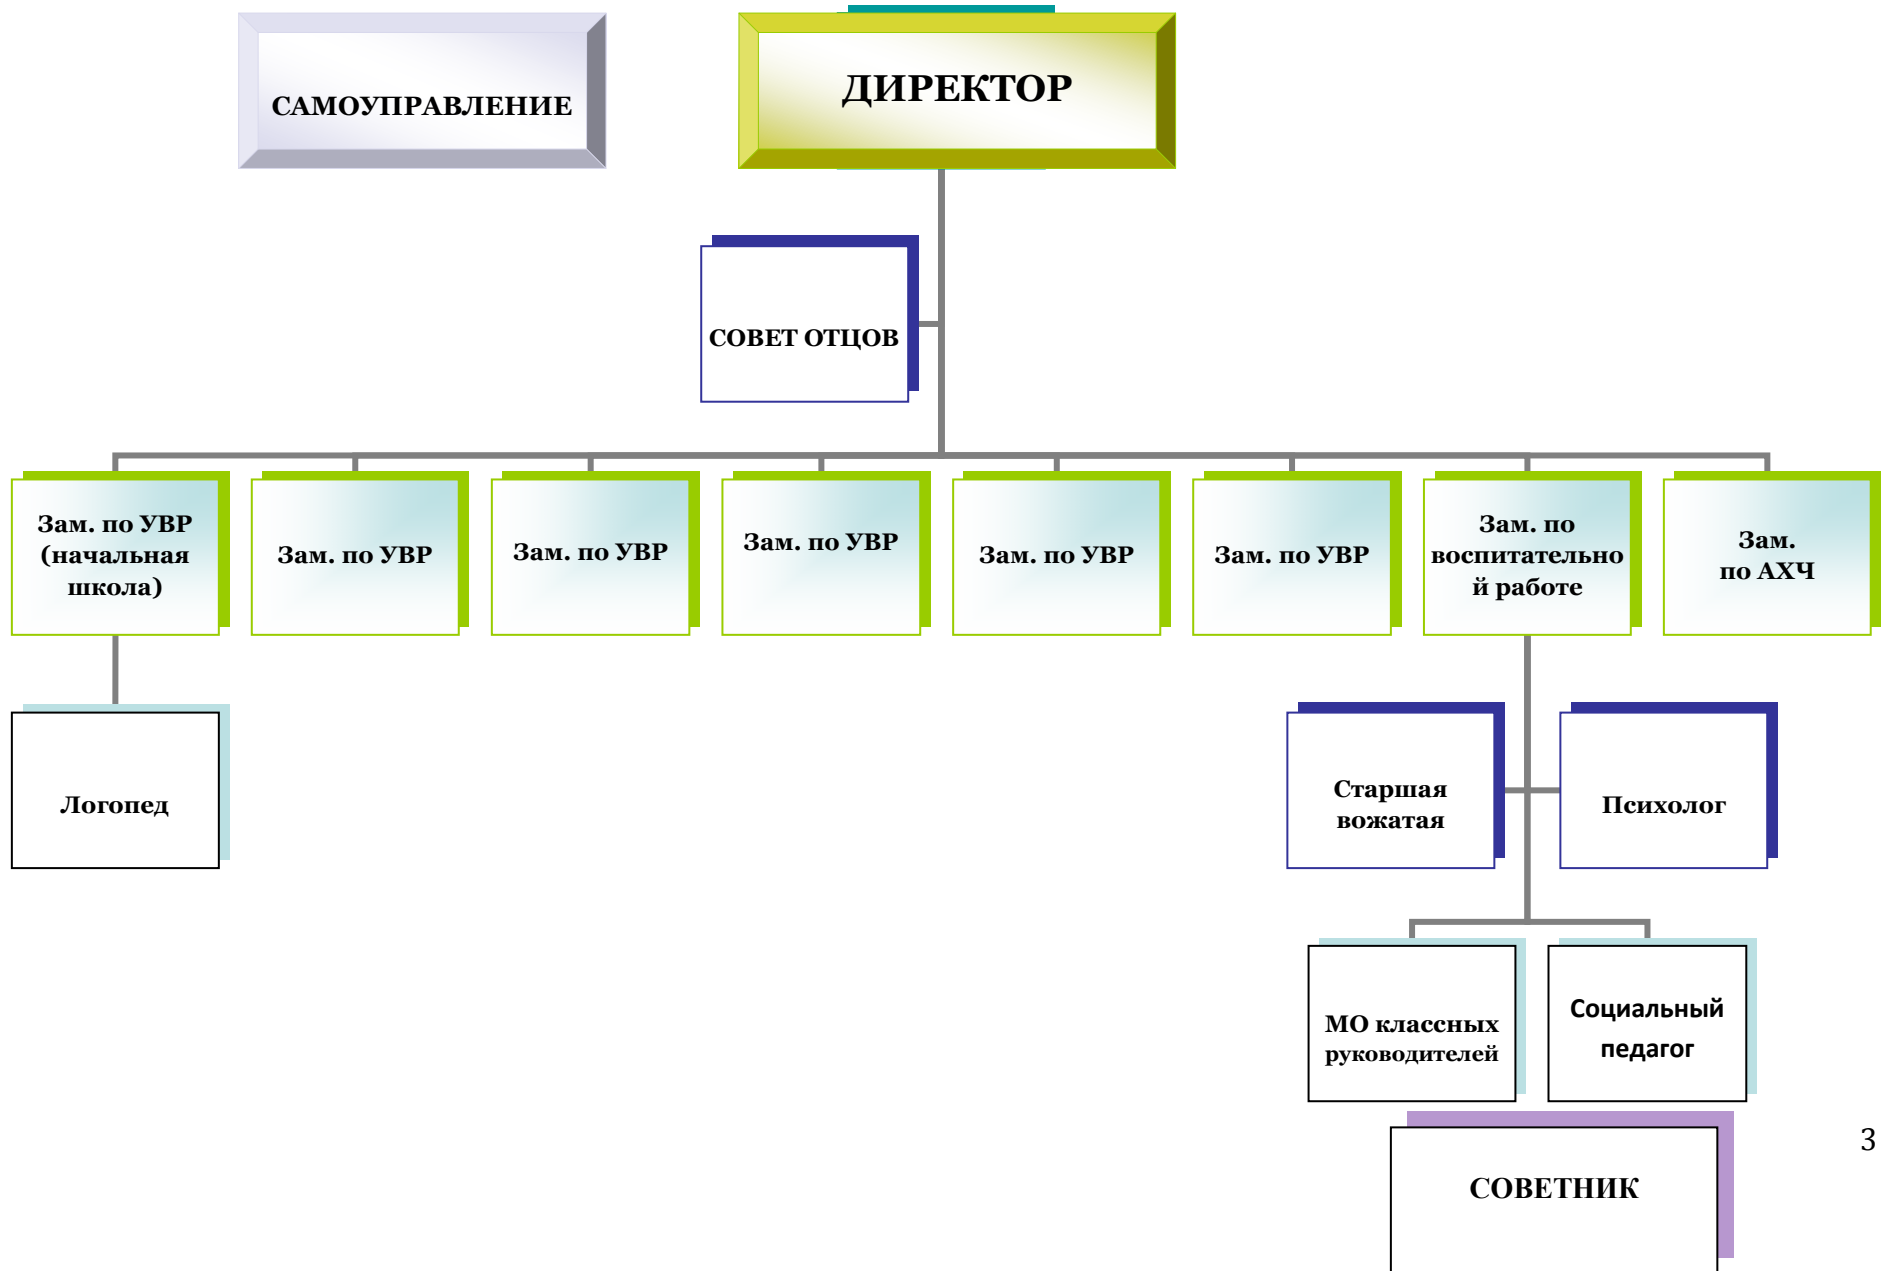 САМОУПРАВЛЕНИЕ
ДИРЕКТОР
СОВЕТ ОТЦОВ
Зам. по УВР
(начальная
школа)
Зам. по УВР
Зам. по УВР
Зам. по УВР
Зам. по УВР
Зам. по УВР
Зам. по
воспитательно
й работе
Зам.
по АХЧ
Логопед
Старшая
вожатая
Психолог
МО классных
руководителей
Социальный
педагог
3
СОВЕТНИК